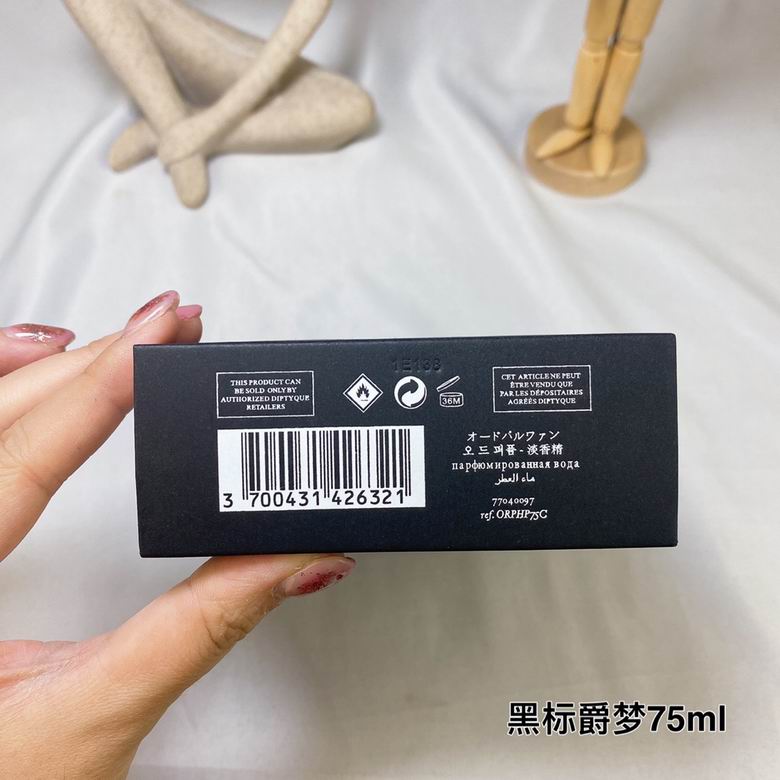 1E138
THIS PRODUCT CAN
BE SOLD ONLY BY
AUTHORIZED DIPTYQUE
RETAILERS
36M
CET ARTICLE NE PEUT
ÊTRE VENDU QUE
PAR LES DÉPOSITAIRES
AGRÉÉS DIPTYQUE
3 700431 426321
オードパルファン
오 드 퍼퓸 - 淡香精
парфюмированная вода
ماء العطر
77040097
ref. ORPHP75C
黑标爵梦75ml